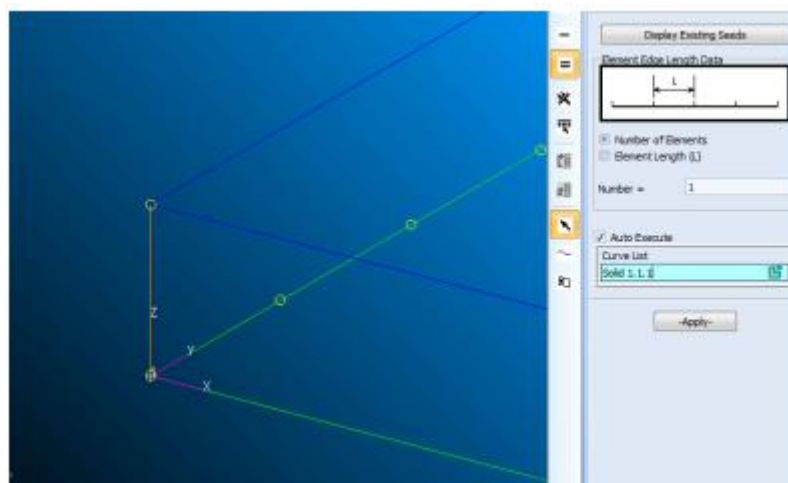 Display Existing Seeds
Element Edge Length Data
L
Number of Elements
Element Length (L)
Number =
1
Auto Execute
Curve List
Solid 1.1.1
-Apply-
Z
y
X